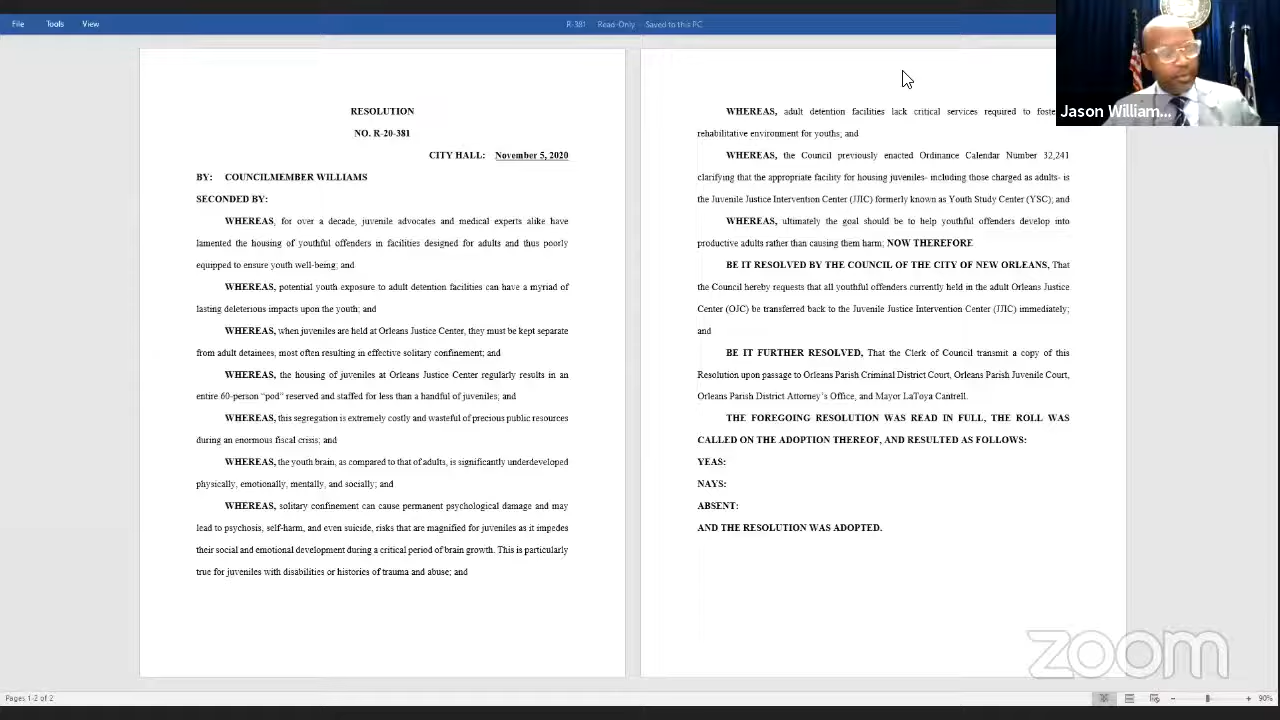 File Tools View R-381 Read-Only - Saved to this PC
RESOLUTION
NO. R-20-381
CITY HALL: November 5, 2020
BY: COUNCILMEMBER WILLIAMS
SECONDED BY:
WHEREAS, for over a decade, juvenile advocates and medical experts alike have
lamented the housing of youthful offenders in facilities designed for adults and thus poorly
equipped to ensure youth well-being; and
WHEREAS, potential youth exposure to adult detention facilities can have a myriad of
lasting deleterious impacts upon the youth; and
WHEREAS, when juveniles are held at Orleans Justice Center, they must be kept separate
from adult detainees, most often resulting in effective solitary confinement; and
WHEREAS, the housing of juveniles at Orleans Justice Center regularly results in an
entire 60-person “pod” reserved and staffed for less than a handful of juveniles; and
WHEREAS, this segregation is extremely costly and wasteful of precious public resources
during an enormous fiscal crisis; and
WHEREAS, the youth brain, as compared to that of adults, is significantly underdeveloped
physically, emotionally, mentally, and socially; and
WHEREAS, solitary confinement can cause permanent psychological damage and may
lead to psychosis, self-harm, and even suicide, risks that are magnified for juveniles as it impedes
their social and emotional development during a critical period of brain growth. This is particularly
true for juveniles with disabilities or histories of trauma and abuse; and
WHEREAS, adult detention facilities lack critical services required to foste
rehabilitative environment for youths; and
WHEREAS, the Council previously enacted Ordinance Calendar Number 32,241
clarifying that the appropriate facility for housing juveniles- including those charged as adults- is
the Juvenile Justice Intervention Center (JJIC) formerly known as Youth Study Center (YSC); and
WHEREAS, ultimately the goal should be to help youthful offenders develop into
productive adults rather than causing them harm; NOW THEREFORE
BE IT RESOLVED BY THE COUNCIL OF THE CITY OF NEW ORLEANS, That
the Council hereby requests that all youthful offenders currently held in the adult Orleans Justice
Center (OJC) be transferred back to the Juvenile Justice Intervention Center (JJIC) immediately;
and
BE IT FURTHER RESOLVED, That the Clerk of Council transmit a copy of this
Resolution upon passage to Orleans Parish Criminal District Court, Orleans Parish Juvenile Court,
Orleans Parish District Attorney’s Office, and Mayor LaToya Cantrell.
THE FOREGOING RESOLUTION WAS READ IN FULL, THE ROLL WAS
CALLED ON THE ADOPTION THEREOF, AND RESULTED AS FOLLOWS:
YEAS:
NAYS:
ABSENT:
AND THE RESOLUTION WAS ADOPTED.
Jason William...
zoom
Pages 1-2 of 2
90%